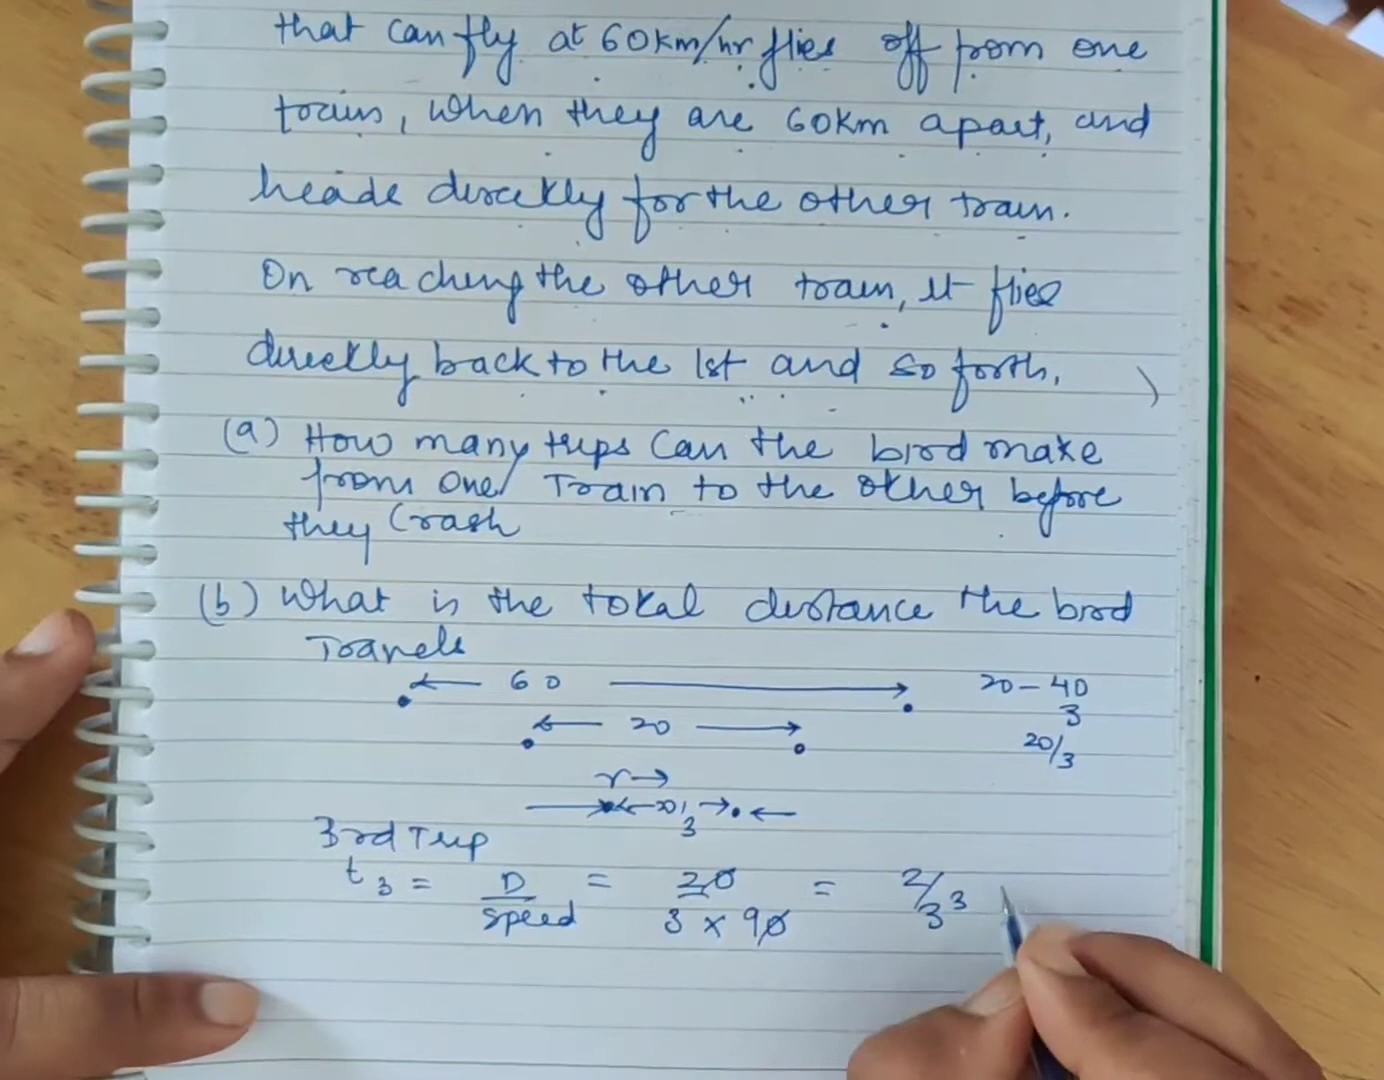 that can fly at 60km/hr flies off from one
train, when they are 60km apart, and
heads directly for the other train.
On reaching the other train, it flies
directly back to the 1st and so forth.
(a) How many trips can the bird make
from one Train to the other before
they Crash
(b) What is the total distance the bird
Travels
60 20-40
3
20 20/3
20/3
3rd Trip
t3 = D/speed = 20/3 x 90 = 2/3³